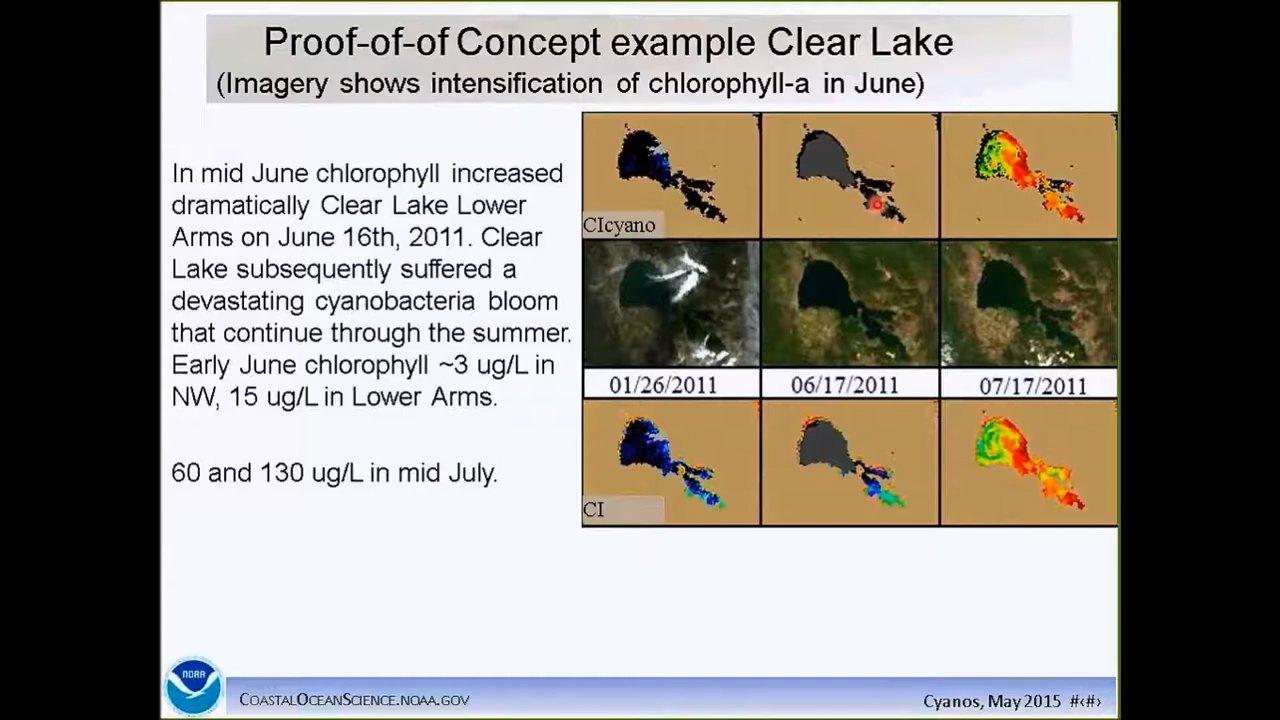 Proof-of-of Concept example Clear Lake
(Imagery shows intensification of chlorophyll-a in June)
In mid June chlorophyll increased
dramatically Clear Lake Lower
Arms on June 16th, 2011. Clear
Lake subsequently suffered a
devastating cyanobacteria bloom
that continue through the summer.
Early June chlorophyll ~3 ug/L in
NW, 15 ug/L in Lower Arms.
60 and 130 ug/L in mid July.
CIcyano
01/26/2011 06/17/2011 07/17/2011
CI
NOAA
COASTALOCEANSCIENCE.NOAA.GOV
Cyanos, May 2015 #‹#›